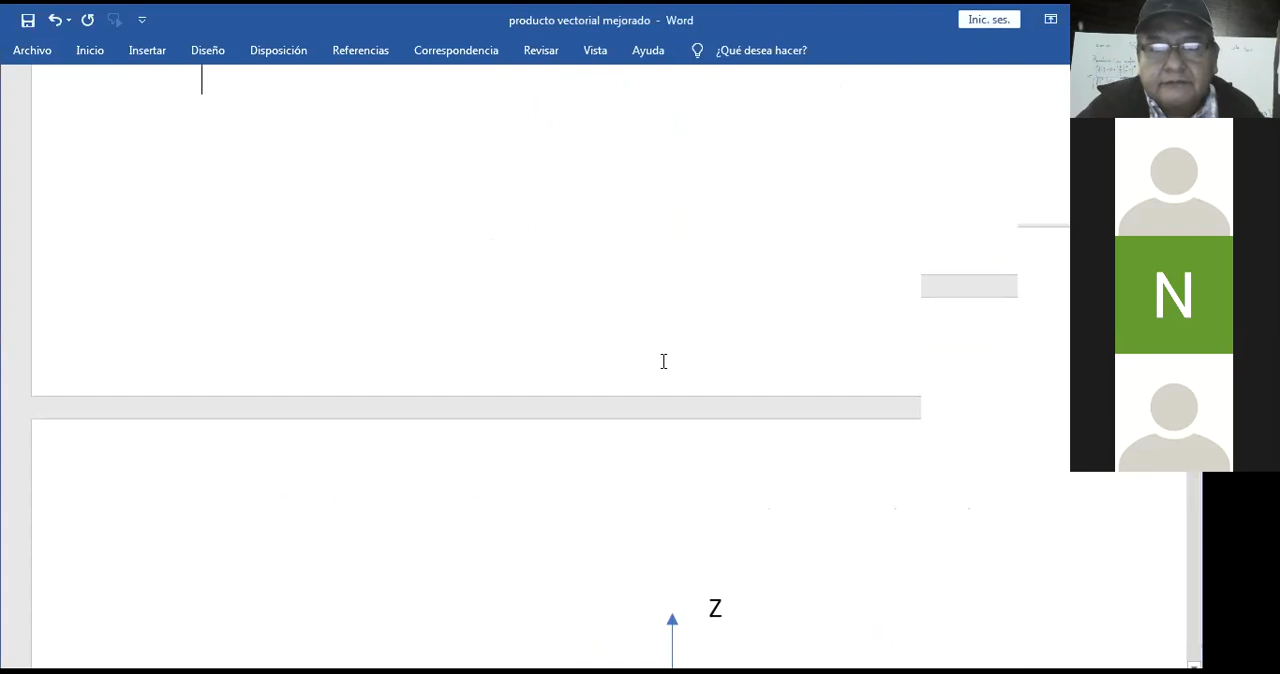 producto vectorial mejorado - Word
Inic. ses.
Archivo Inicio Insertar Diseño Disposición Referencias Correspondencia Revisar Vista Ayuda ¿Qué desea hacer?
N
Z